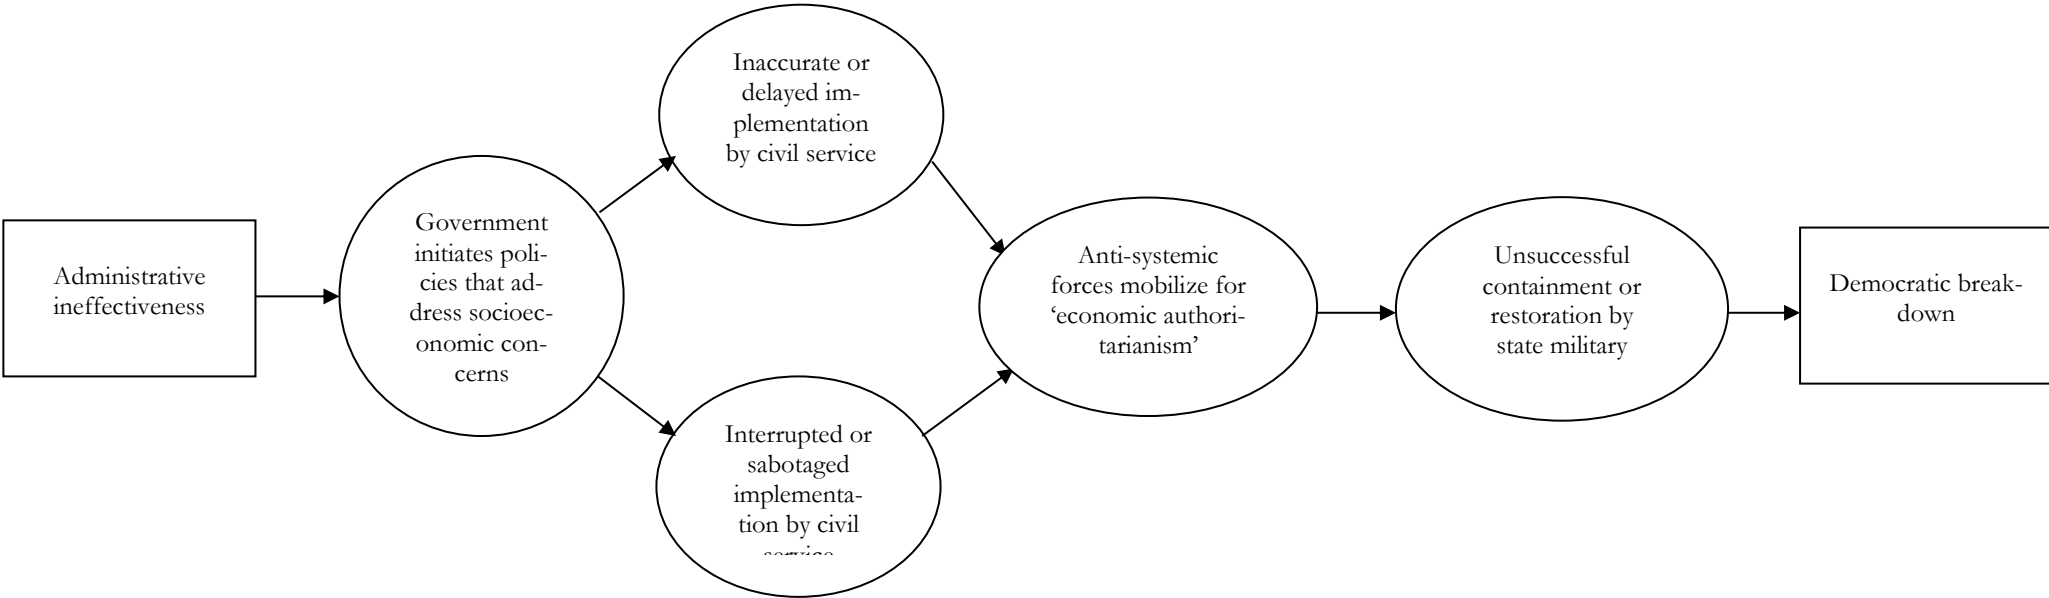 Administrative
ineffectiveness
Government
initiates poli-
cies that ad-
dress socioec-
onomic con-
cerns
Inaccurate or
delayed im-
plementation
by civil service
Interrupted or
sabotaged
implementa-
tion by civil
service
Anti-systemic
forces mobilize for
‘economic authori-
tarianism’
Unsuccessful
containment or
restoration by
state military
Democratic break-
down